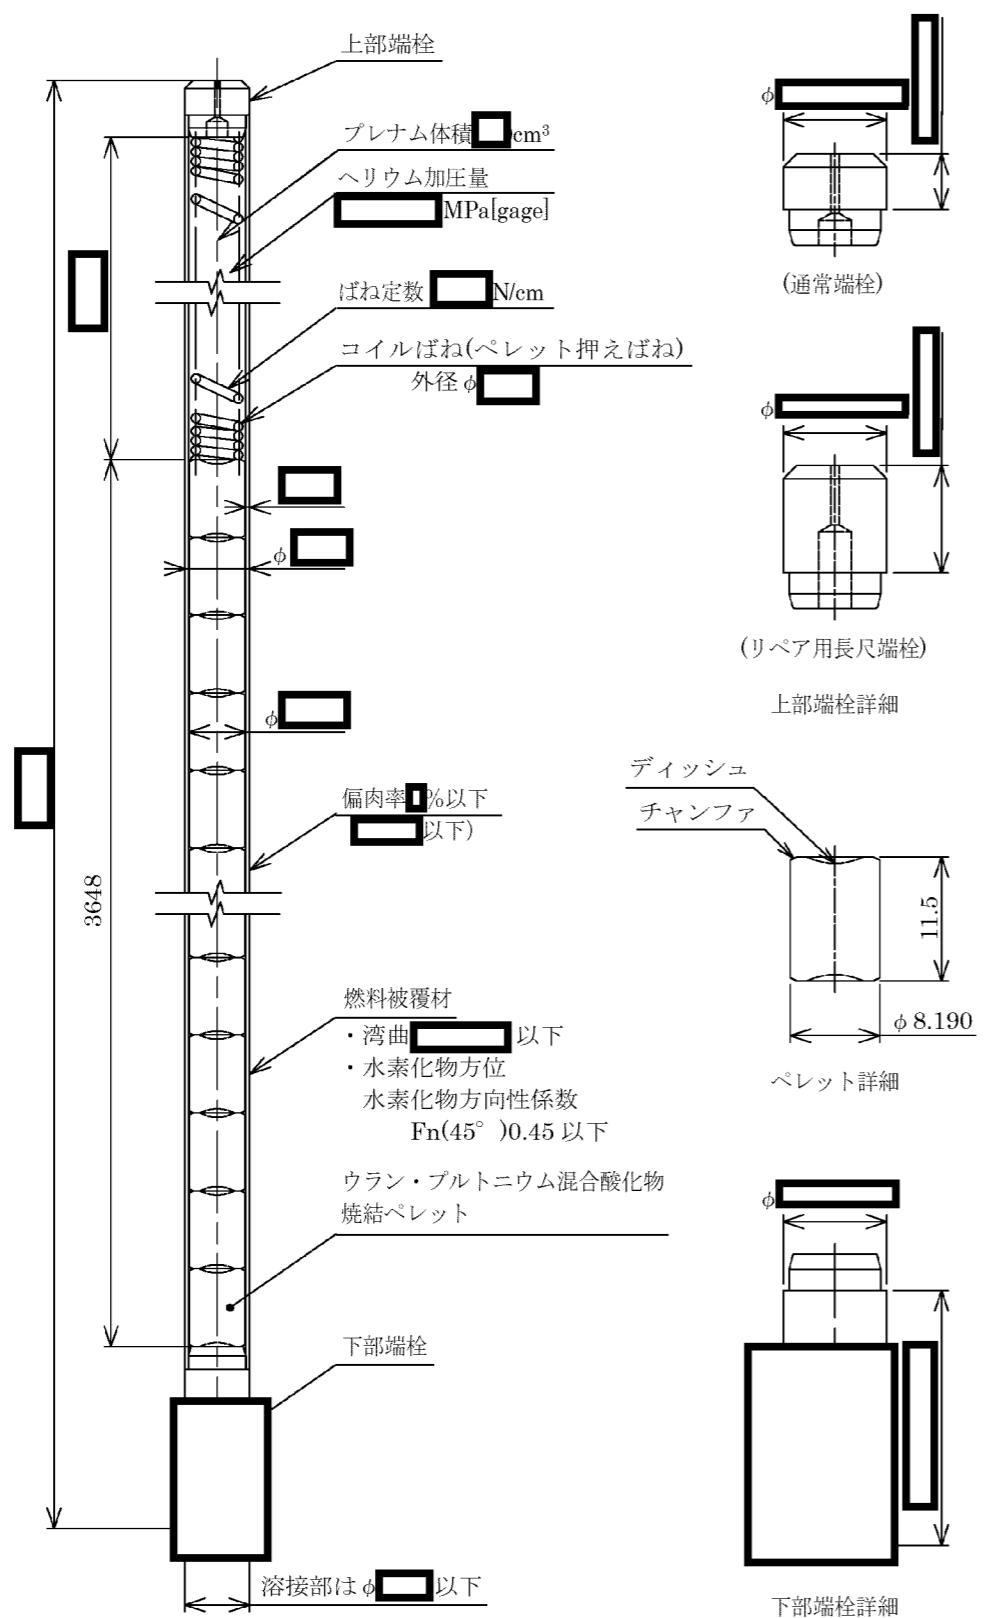 上部端栓
プレナム体積 cm³
ヘリウム加圧量
MPa[gage]
ばね定数 N/cm
コイルばね(ペレット押えばね)
外径 φ
φ
φ
偏肉率 %以下
以下)
3648
燃料被覆材
・湾曲 以下
・水素化物方位
水素化物方向性係数
Fn(45°)0.45 以下
ウラン・プルトニウム混合酸化物
焼結ペレット
下部端栓
溶接部は φ 以下
φ
(通常端栓)
φ
(リペア用長尺端栓)
上部端栓詳細
ディッシュ
チャンファ
11.5
φ 8.190
ペレット詳細
φ
下部端栓詳細